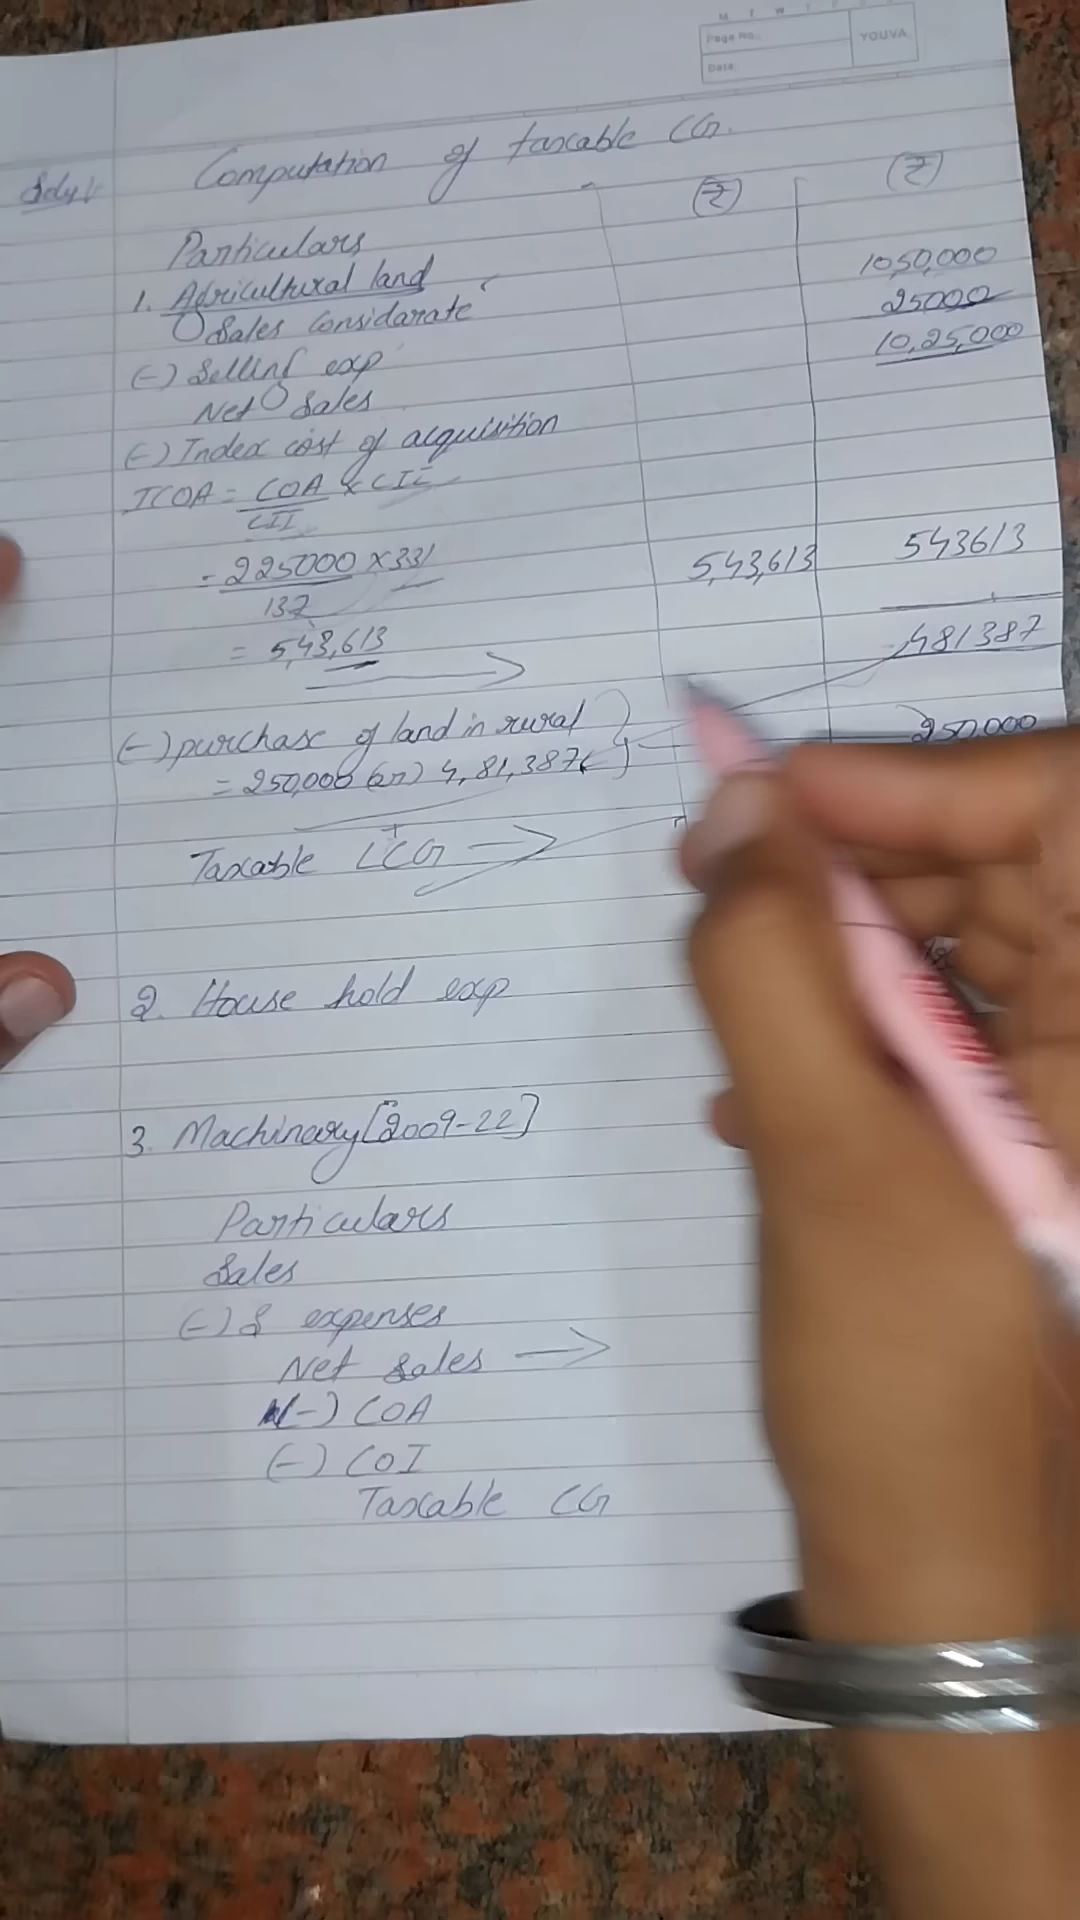 Page No.:
YOUVA
Date:
Computation of taxable CG.
Soly:
(₹) (₹)
Particulars
1. Agricultural land
Sales Considarate 1050,000
(-) Selling exp 25000
Net Sales 10,25,000
(-) Index cost of acquisition
ICOA = COA x CII
CII
= 225000 x 331
137
= 5,43,613 5,43,613 543613
481387
(-) purchase of land in rural
= 250,000 (or) 4,81,387 250,000
Taxable LTCG
2. House hold exp
3. Machinary [2009-22]
Particulars
Sales
(-) S expenses
Net sales
(-) COA
(-) COI
Taxable CG